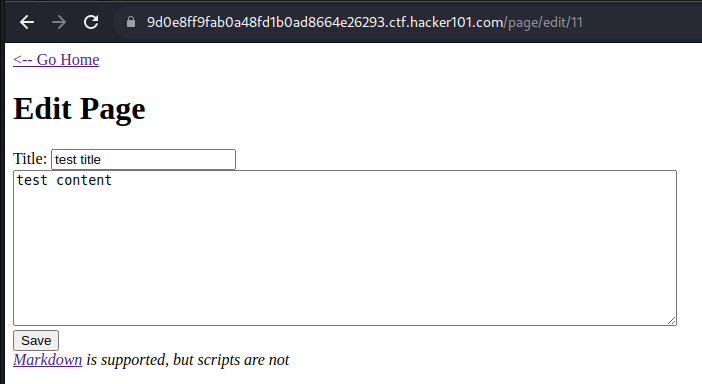 9d0e8ff9fab0a48fd1b0ad8664e26293.ctf.hacker101.com/page/edit/11
<-- Go Home
Edit Page
Title: test title
test content
Save
Markdown is supported, but scripts are not